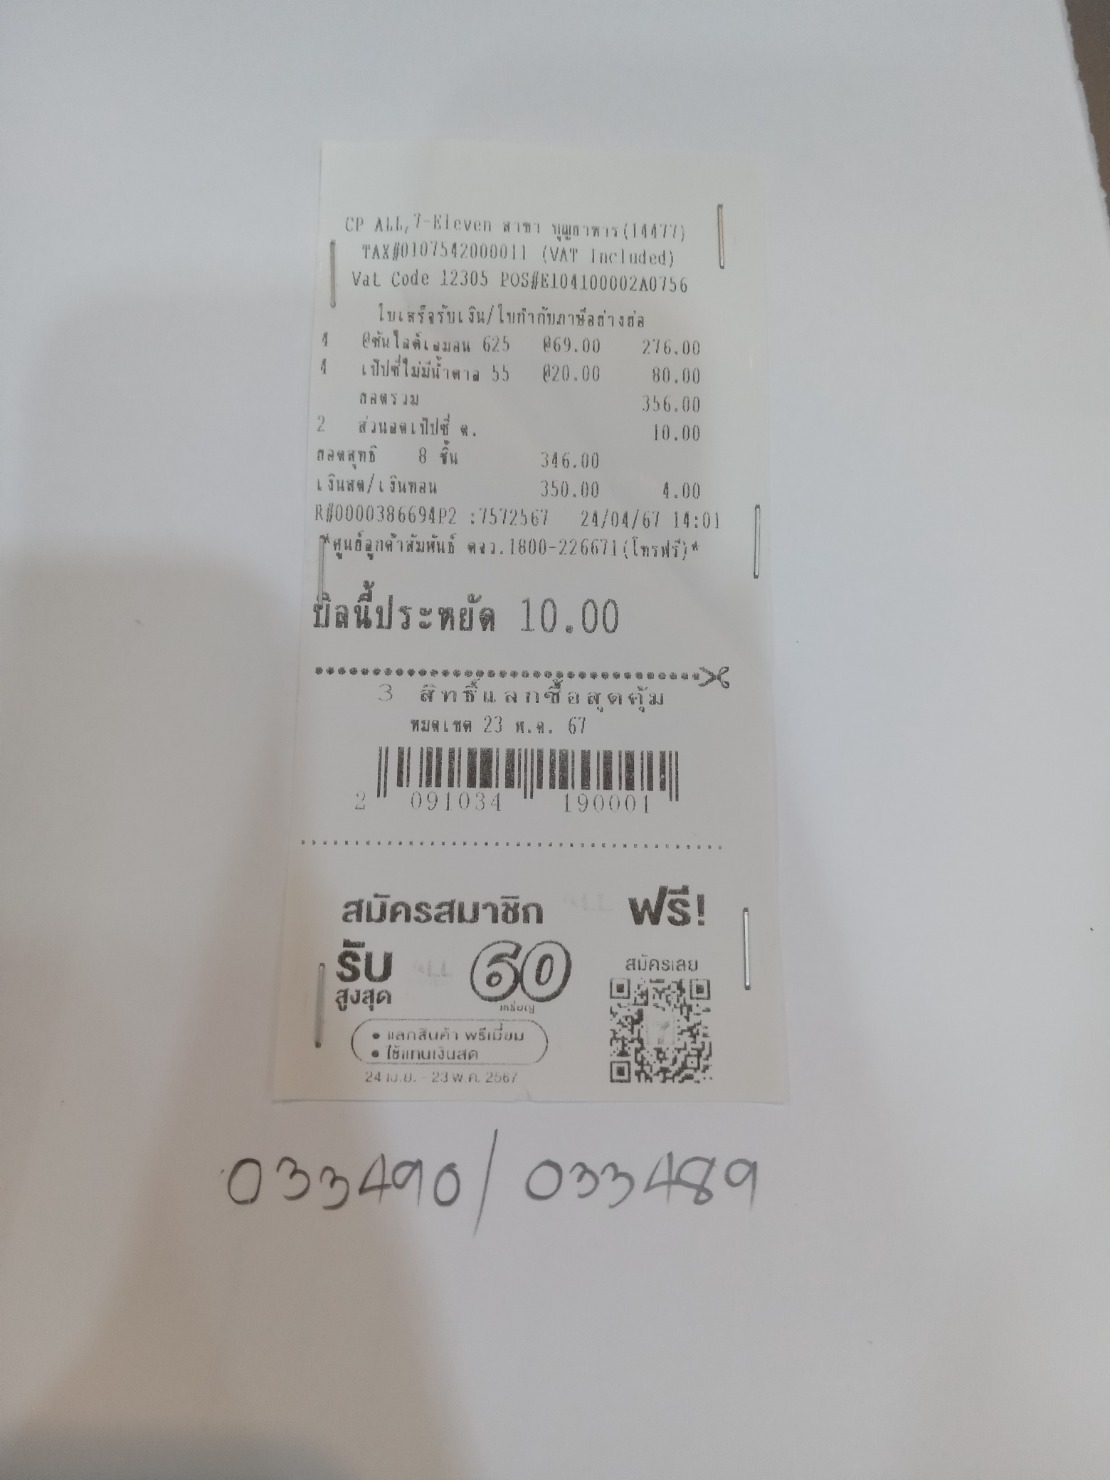 CP ALL,7-Eleven สาขา บุญถาหาร(14477)
TAX#0107542000011 (VAT Included)
Vat Code 12305 POS#E104100002A0756
ใบเสร็จรับเงิน/ใบกำกับภาษีอย่างย่อ
4 @ซันไลต์เลมอน 625 @69.00 276.00
4 เป๊ปซี่ไม่มีน้ำตาล 55 @20.00 80.00
ยอดรวม 356.00
2 ส่วนลดเป๊ปซี่ ต. 10.00
ยอดสุทธิ 8 ชิ้น 346.00
เงินสด/เงินทอน 350.00 4.00
R#0000386694P2 :7572567 24/04/67 14:01
*ศูนย์ลูกค้าสัมพันธ์ ตจว.1800-226671(โทรฟรี)*
บิลนี้ประหยัด 10.00
3 สิทธิ์แลกซื้อสุดคุ้ม
หมดเขต 23 พ.ค. 67
2 091034 190001
สมัครสมาชิก ฟรี!
รับ
สูงสุด 60 เหรียญ
สมัครเลย
• แลกสินค้า พรีเมี่ยม
• ใช้แทนเงินสด
24 เม.ย. - 23 พ.ค. 2567
033490/033489